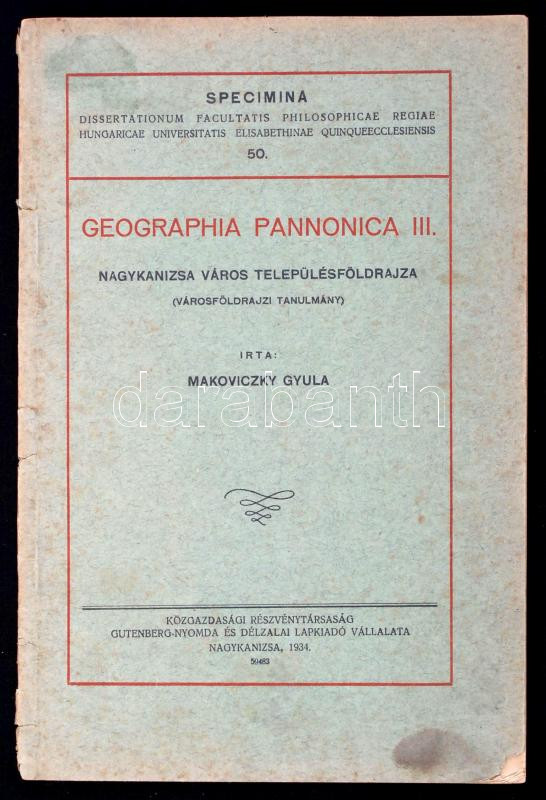 SPECIMINA
DISSERTATIONUM FACULTATIS PHILOSOPHICAE REGIAE
HUNGARICAE UNIVERSITATIS ELISABETHINAE QUINQUEECCLESIENSIS
50.
GEOGRAPHIA PANNONICA III.
NAGYKANIZSA VÁROS TELEPÜLÉSFÖLDRAJZA
(VÁROSFÖLDRAJZI TANULMÁNY)
IRTA:
MAKOVICZKY GYULA
darabanth
KÖZGAZDASÁGI RÉSZVÉNYTÁRSASÁG
GUTENBERG-NYOMDA ÉS DÉLZALAI LAPKIADÓ VÁLLALATA
NAGYKANIZSA, 1934.
59483